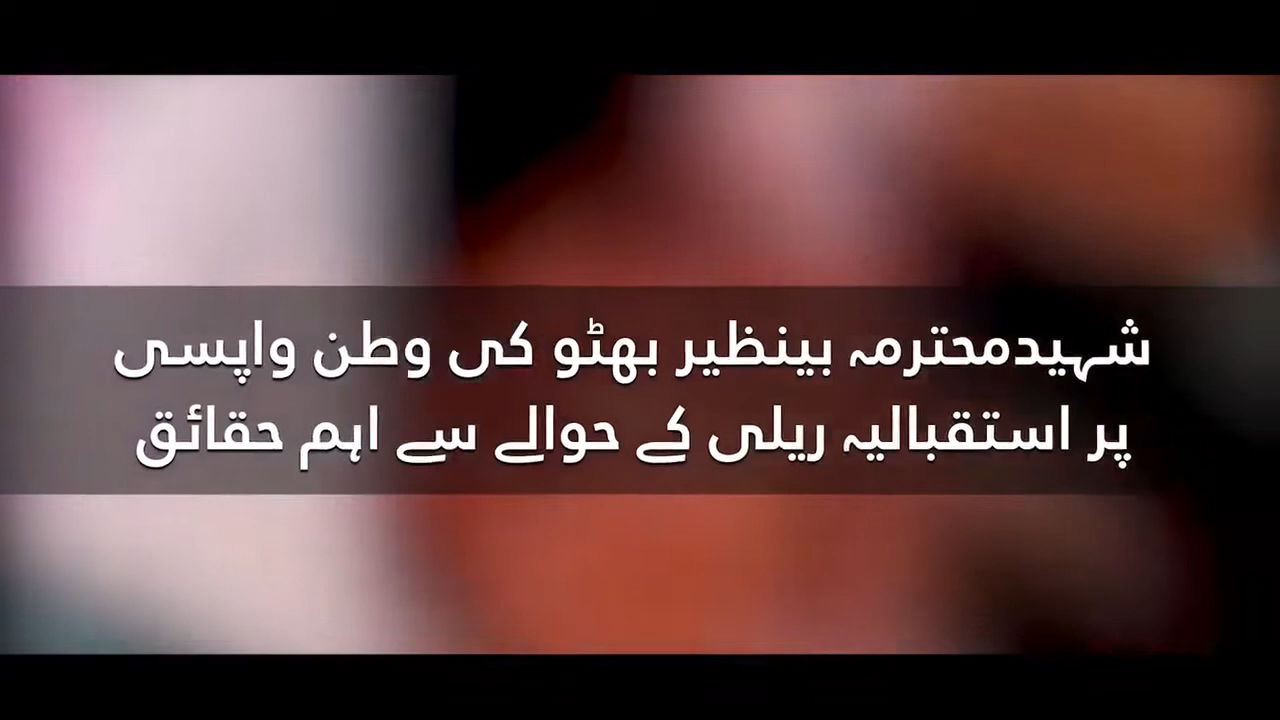 شہیدمحترمہ بینظیر بھٹو کی وطن واپسی
پر استقبالیہ ریلی کے حوالے سے اہم حقائق